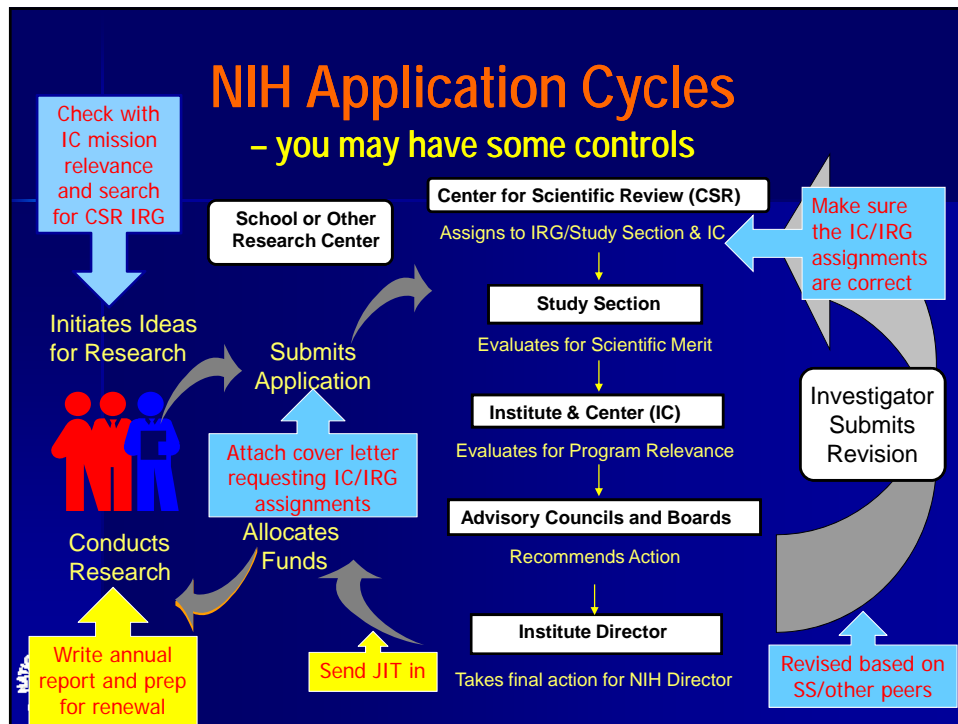 NIH Application Cycles
– you may have some controls
Check with
IC mission
relevance
and search
for CSR IRG
School or Other
Research Center
Center for Scientific Review (CSR)
Assigns to IRG/Study Section & IC
Make sure
the IC/IRG
assignments
are correct
Initiates Ideas
for Research
Submits
Application
Study Section
Evaluates for Scientific Merit
Attach cover letter
requesting IC/IRG
assignments
Institute & Center (IC)
Evaluates for Program Relevance
Investigator
Submits
Revision
Conducts
Research
Allocates
Funds
Advisory Councils and Boards
Recommends Action
Institute Director
Takes final action for NIH Director
Write annual
report and prep
for renewal
Send JIT in
Revised based on
SS/other peers